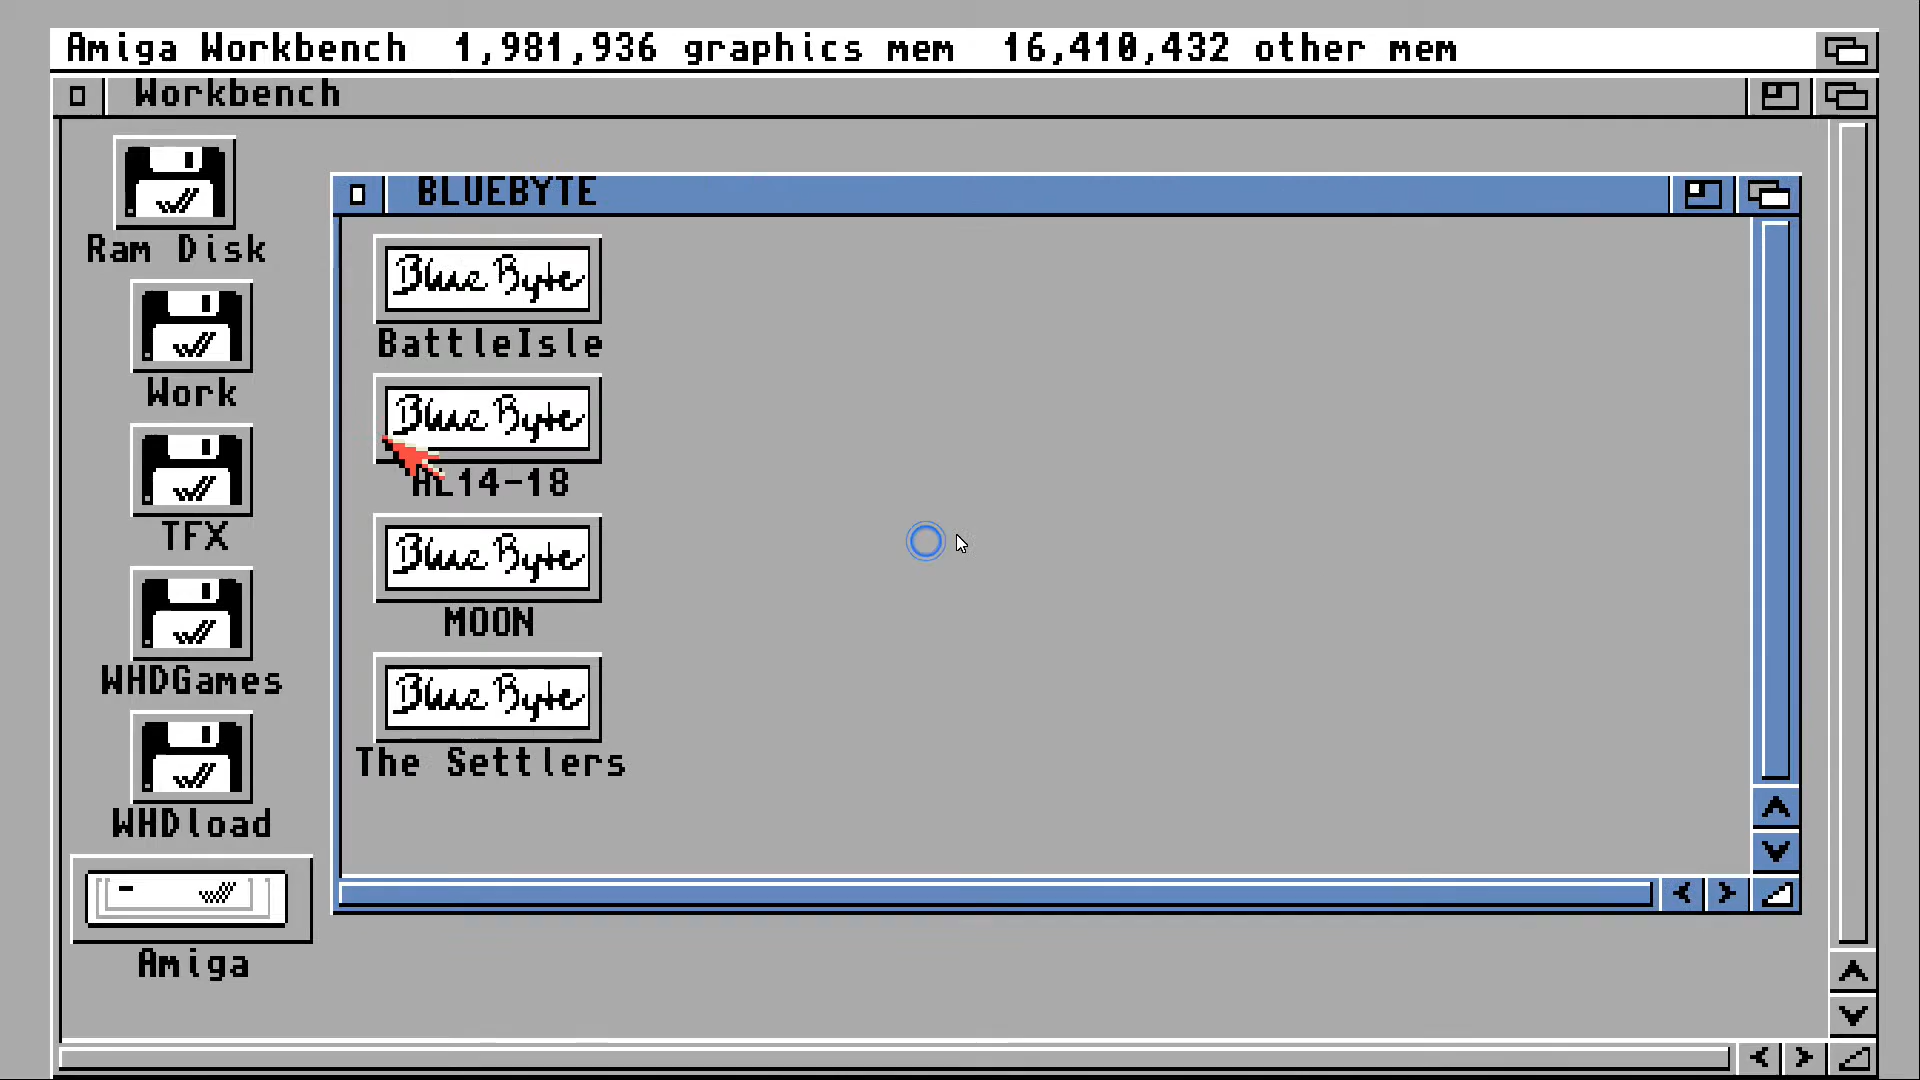 Amiga Workbench 1,981,936 graphics mem 16,410,432 other mem
Workbench
Ram Disk
Work
TFX
WHDGames
WHDload
Amiga
BLUEBYTE
Blue Byte
BattleIsle
Blue Byte
HL14-18
Blue Byte
MOON
Blue Byte
The Settlers